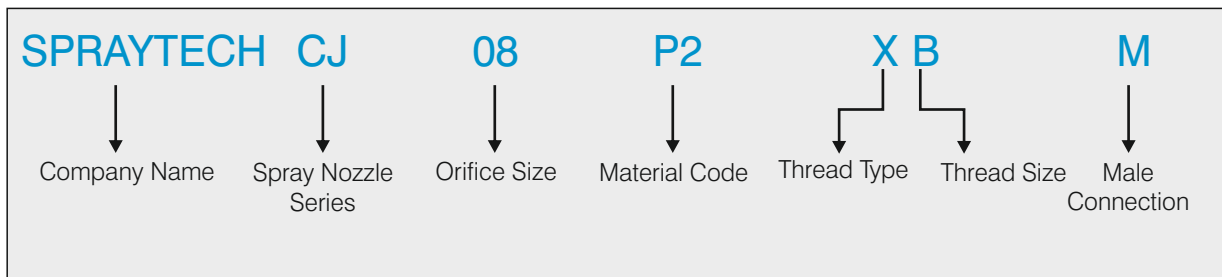 SPRAYTECH CJ 08 P2 X B M
Company Name Spray Nozzle Orifice Size Material Code Thread Type Thread Size Male
Series Connection